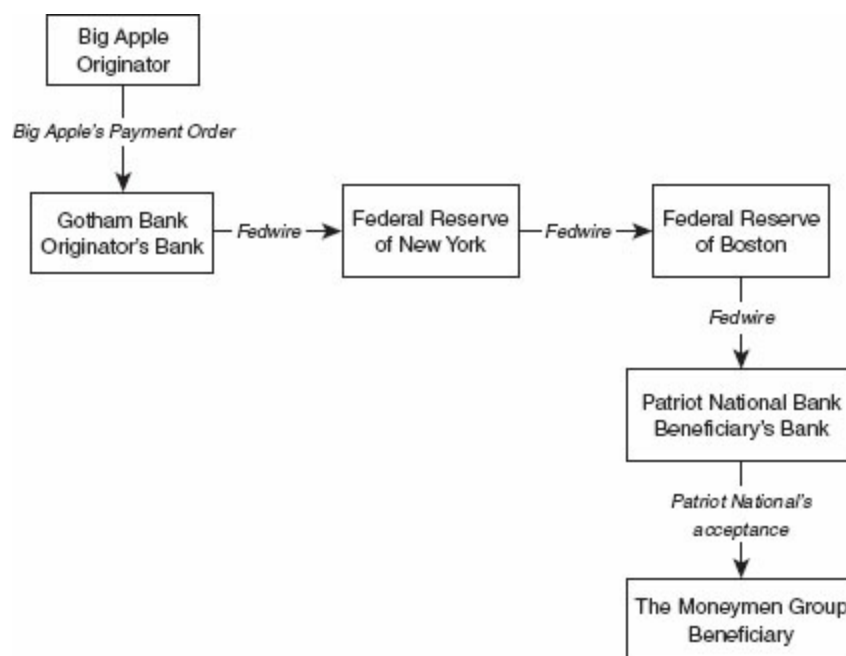 Big Apple
Originator
Big Apple's Payment Order
Gotham Bank
Originator's Bank
Fedwire
Federal Reserve
of New York
Fedwire
Federal Reserve
of Boston
Fedwire
Patriot National Bank
Beneficiary's Bank
Patriot National's
acceptance
The Moneymen Group
Beneficiary